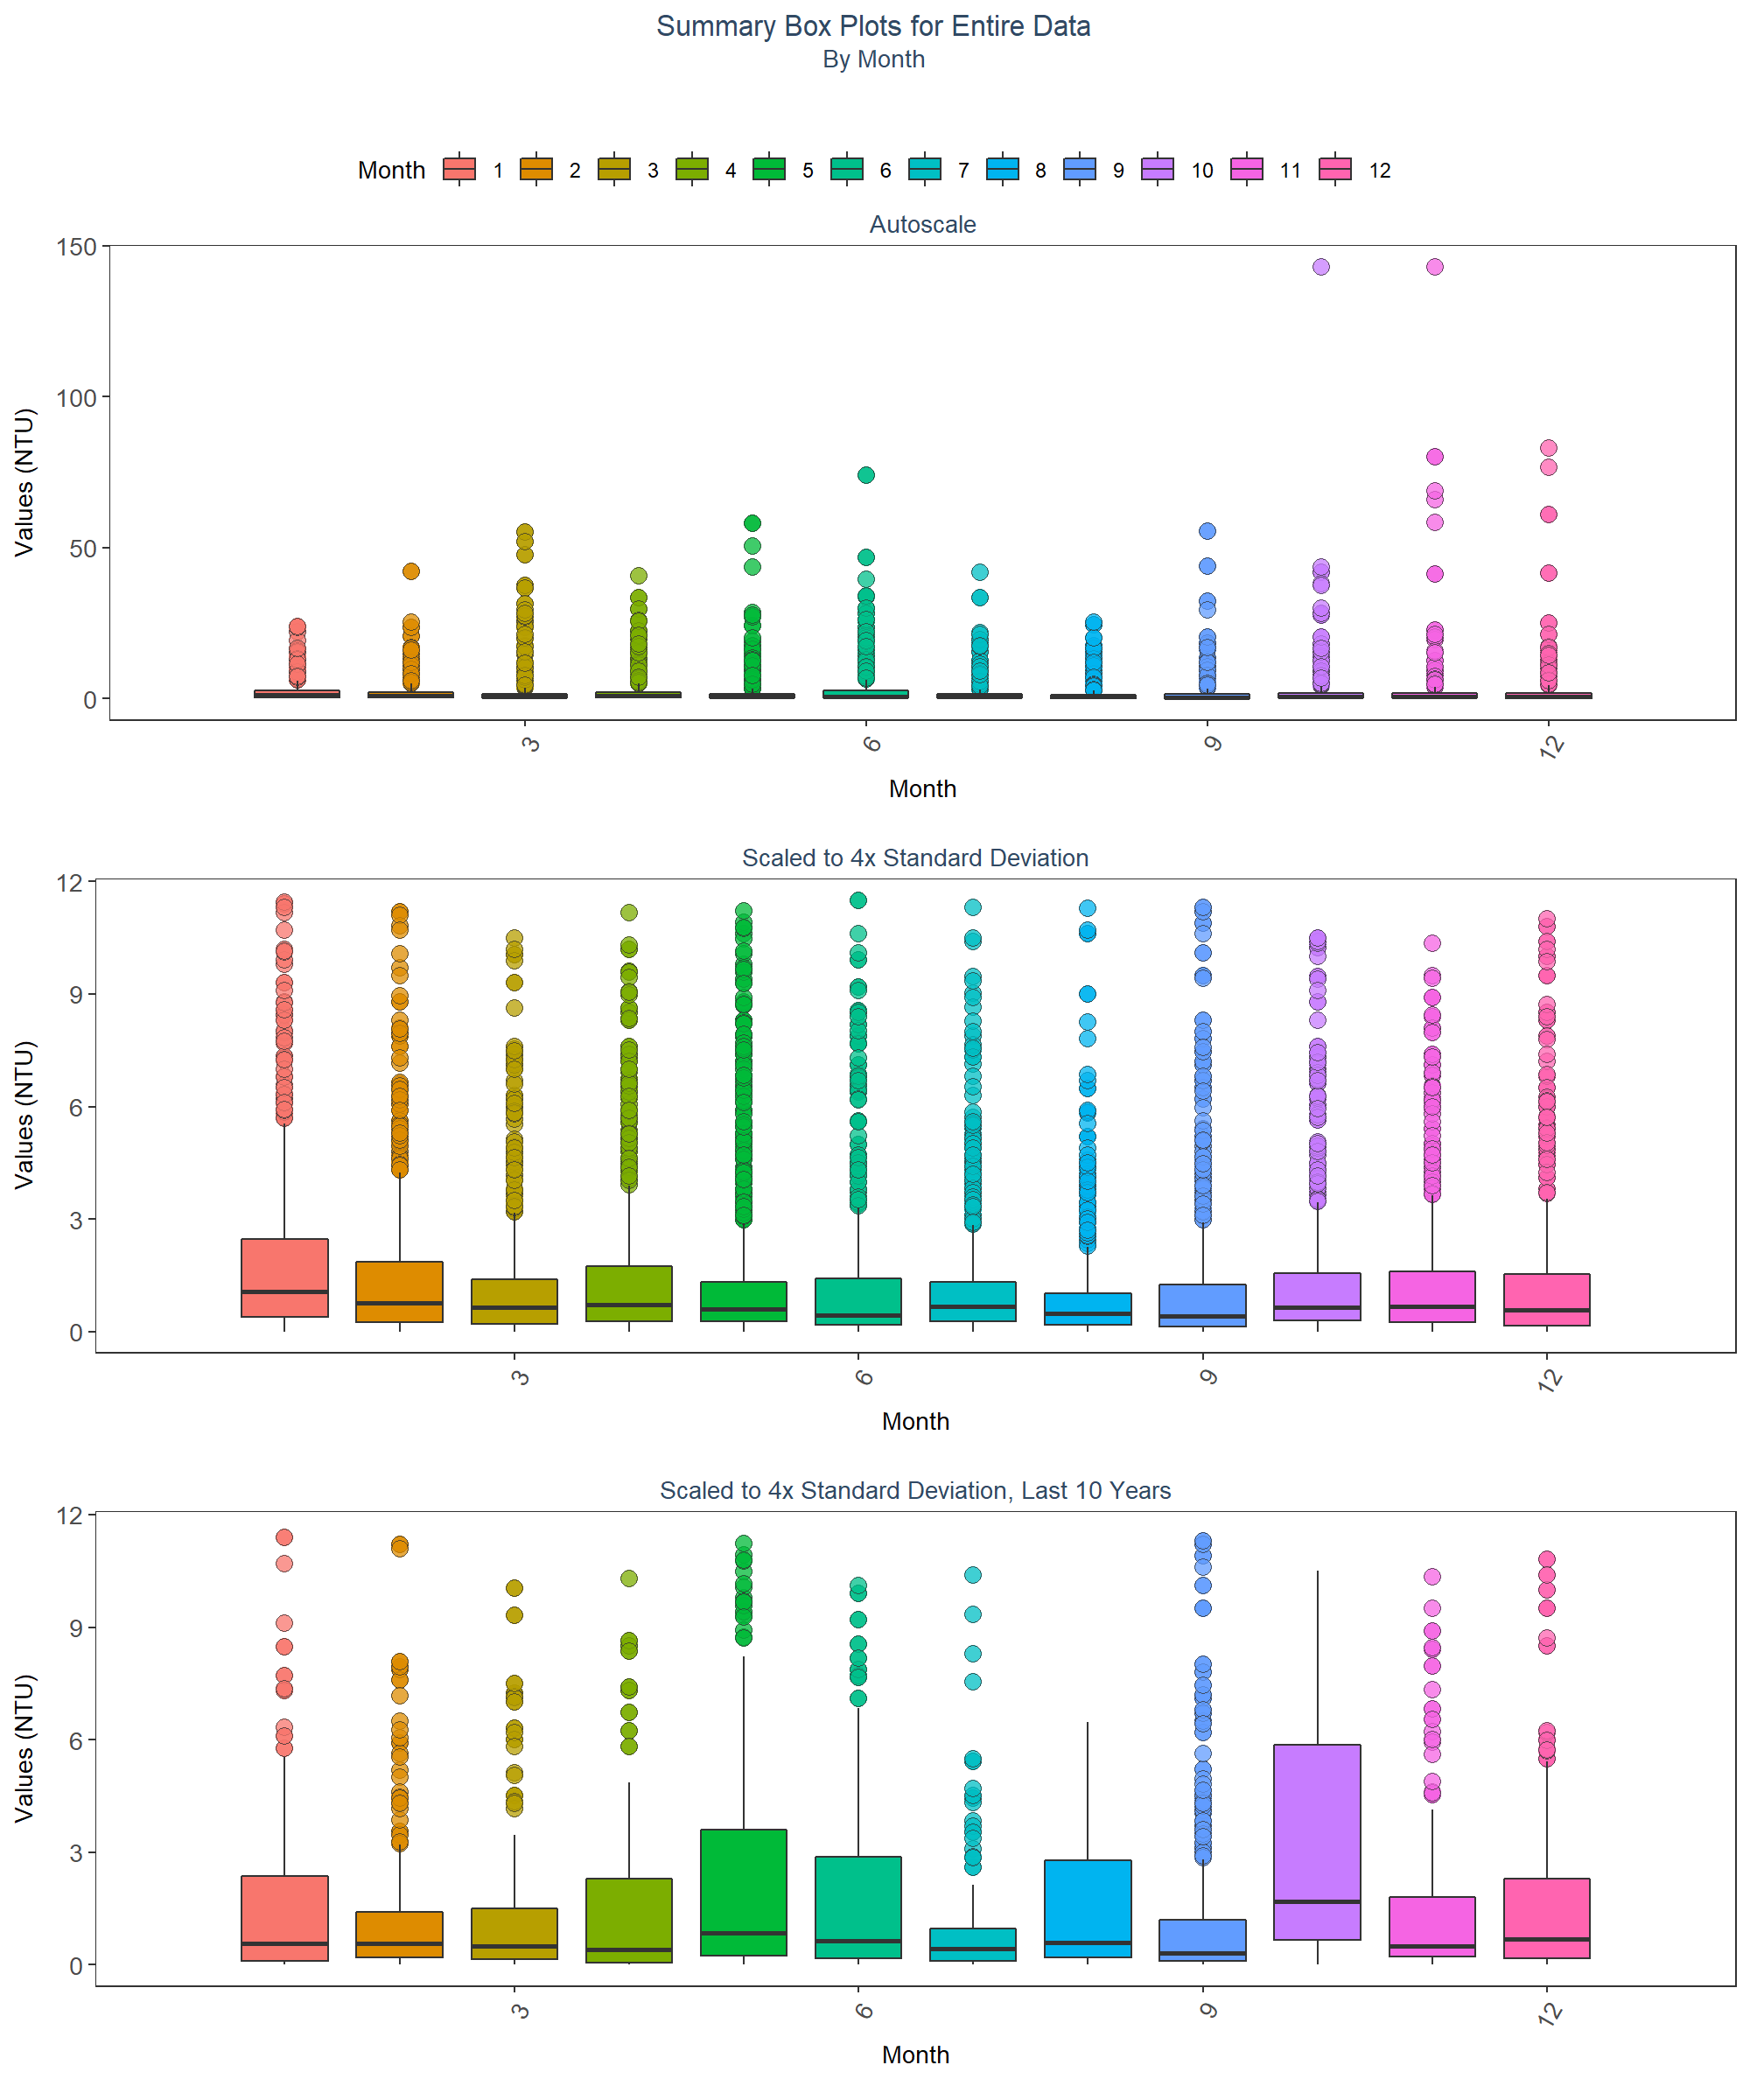 Summary Box Plots for Entire Data
By Month
Month 1 2 3 4 5 6 7 8 9 10 11 12
Autoscale
150
100
50
0
Values (NTU)
3 6 9 12
Month
Scaled to 4x Standard Deviation
12
9
6
3
0
Values (NTU)
3 6 9 12
Month
Scaled to 4x Standard Deviation, Last 10 Years
12
9
6
3
0
Values (NTU)
3 6 9 12
Month